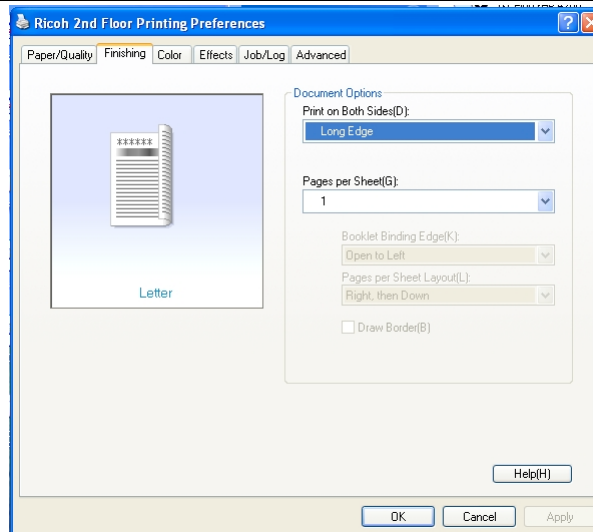 Ricoh 2nd Floor Printing Preferences
Paper/Quality Finishing Color Effects Job/Log Advanced
Document Options
Print on Both Sides(D):
Long Edge
Pages per Sheet(G):
1
Booklet Binding Edge(K):
Open to Left
Pages per Sheet Layout(L):
Right, then Down
Draw Border(B)
******
Letter
Help(H)
OK Cancel Apply